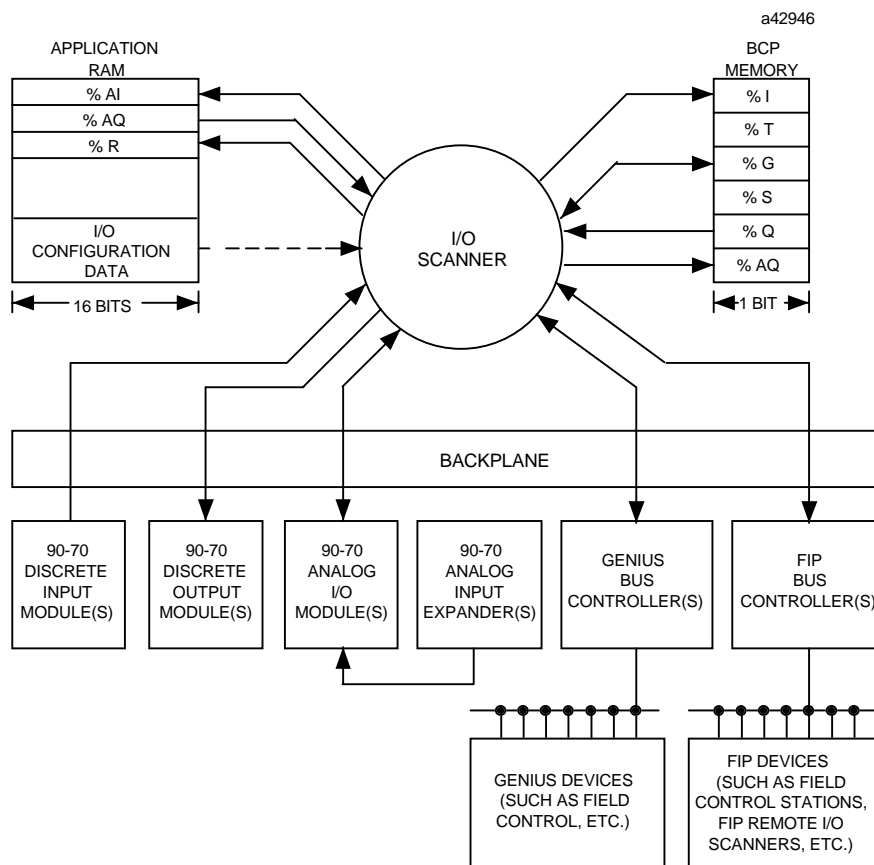 a42946
APPLICATION
RAM
% AI
% AQ
% R
I/O
CONFIGURATION
DATA
16 BITS
I/O
SCANNER
BCP
MEMORY
% I
% T
% G
% S
% Q
% AQ
1 BIT
BACKPLANE
90-70
DISCRETE
INPUT
MODULE(S)
90-70
DISCRETE
OUTPUT
MODULE(S)
90-70
ANALOG
I/O
MODULE(S)
90-70
ANALOG
INPUT
EXPANDER(S)
GENIUS
BUS
CONTROLLER(S)
FIP
BUS
CONTROLLER(S)
GENIUS DEVICES
(SUCH AS FIELD
CONTROL, ETC.)
FIP DEVICES
(SUCH AS FIELD
CONTROL STATIONS,
FIP REMOTE I/O
SCANNERS, ETC.)